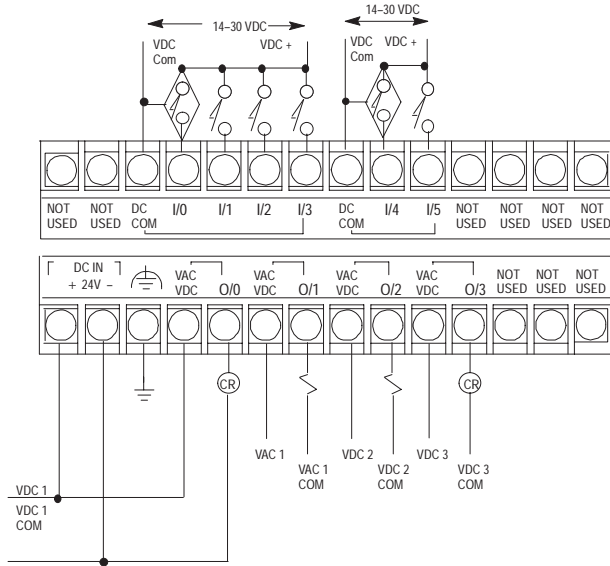 14–30 VDC
14–30 VDC
VDC Com
VDC +
VDC Com
VDC +
NOT USED
NOT USED
DC COM
I/0
I/1
I/2
I/3
DC COM
I/4
I/5
NOT USED
NOT USED
NOT USED
NOT USED
DC IN
+ 24V –
VAC VDC
O/0
VAC VDC
O/1
VAC VDC
O/2
VAC VDC
O/3
NOT USED
NOT USED
NOT USED
CR
CR
VAC 1
VAC 1 COM
VDC 2
VDC 2 COM
VDC 3
VDC 3 COM
VDC 1
VDC 1 COM